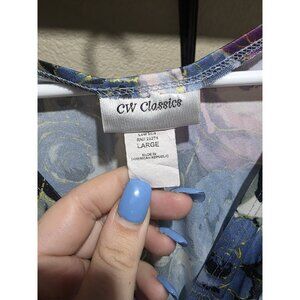 CW Classics
LARGE
MADE IN
DOMINICAN REPUBLIC